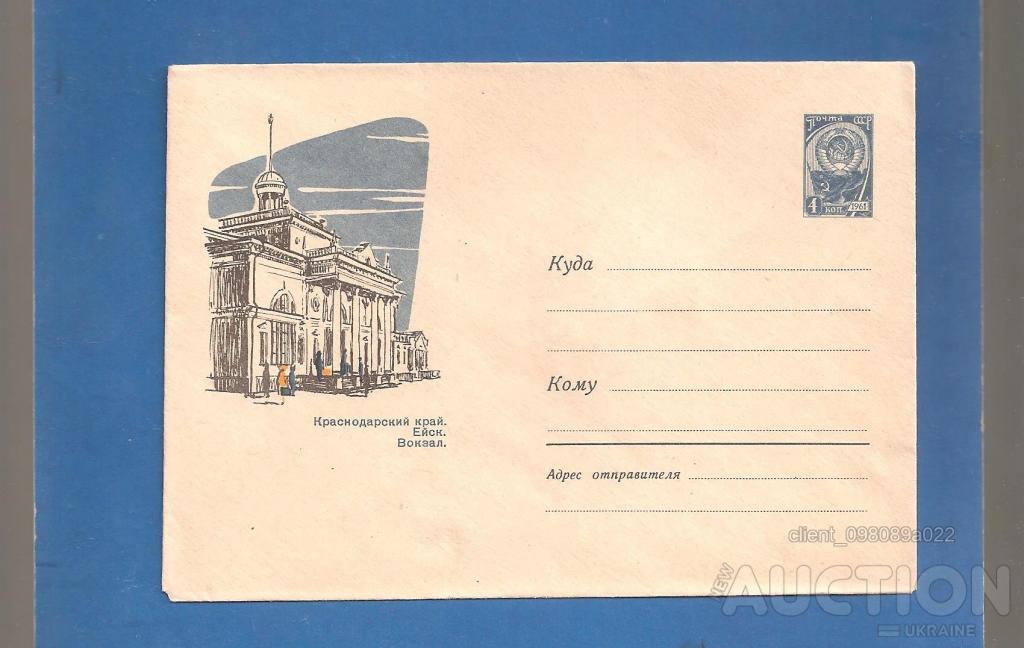 Почта СССР
4 коп. 1961
Куда
Кому
Краснодарский край.
Ейск.
Вокзал.
Адрес отправителя
client_098089a022
NEW AUCTION
UKRAINE